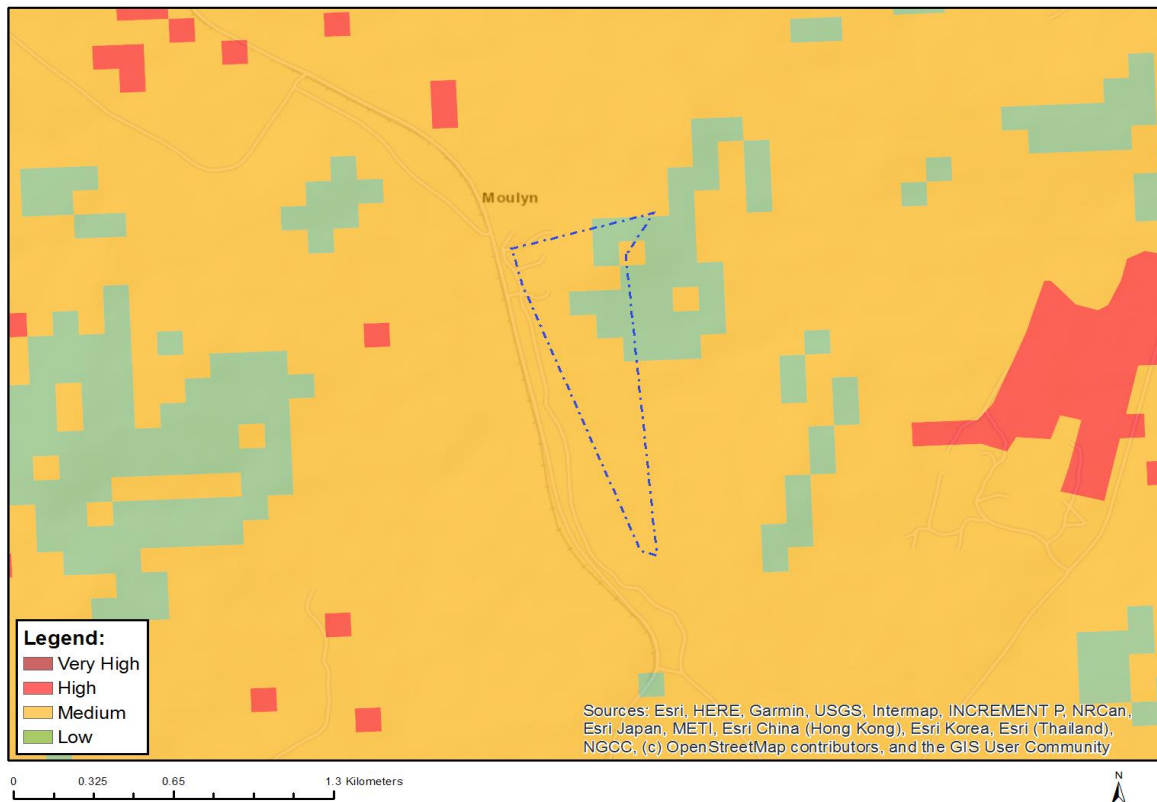 Moulyn
Legend:
Very High
High
Medium
Low
Sources: Esri, HERE, Garmin, USGS, Intermap, INCREMENT P, NRCan,
Esri Japan, METI, Esri China (Hong Kong), Esri Korea, Esri (Thailand),
NGCC, (c) OpenStreetMap contributors, and the GIS User Community
0 0.325 0.65 1.3 Kilometers
N